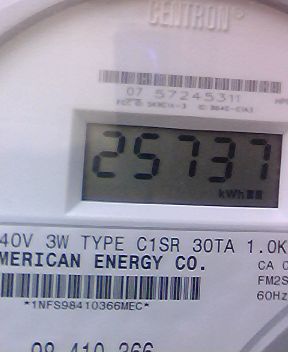 CENTRON®
07 57245311
25737
kWh
40V 3W TYPE C1SR 30TA 1.0K
MERICAN ENERGY CO.
CA 0
FM2S
*1NFS98410366MEC*
60Hz
98 410 366